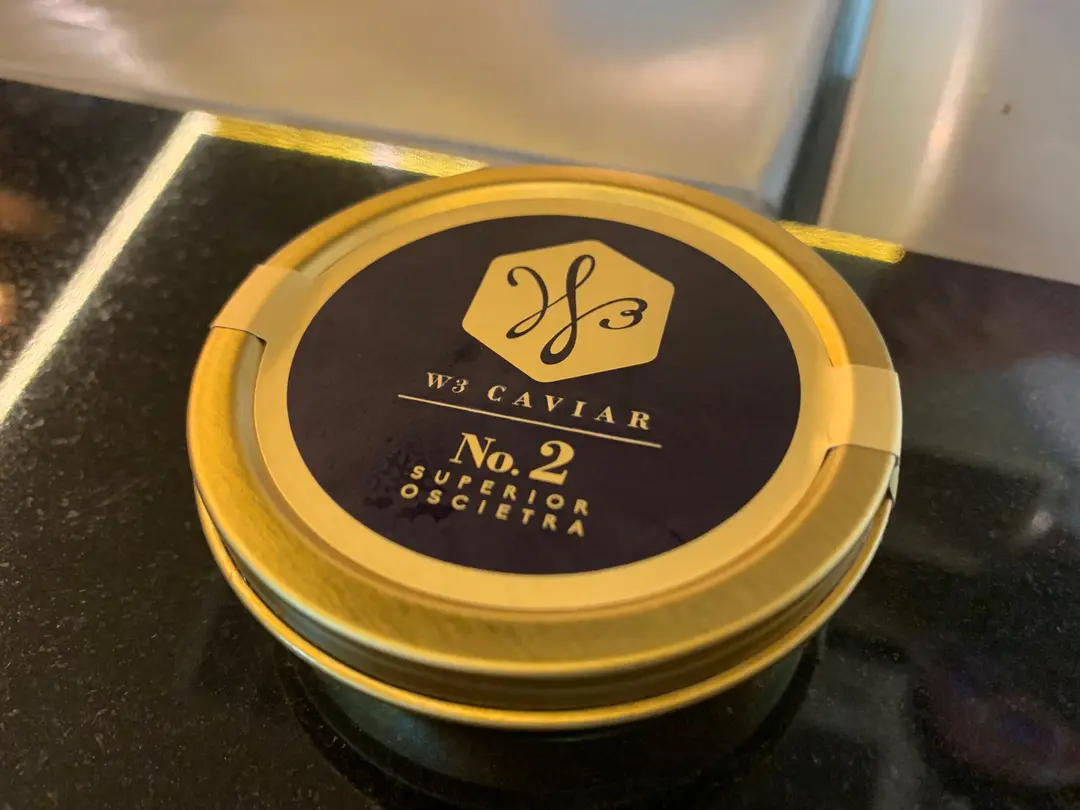 W3
W3 CAVIAR
No. 2
SUPERIOR
OSCIETRA